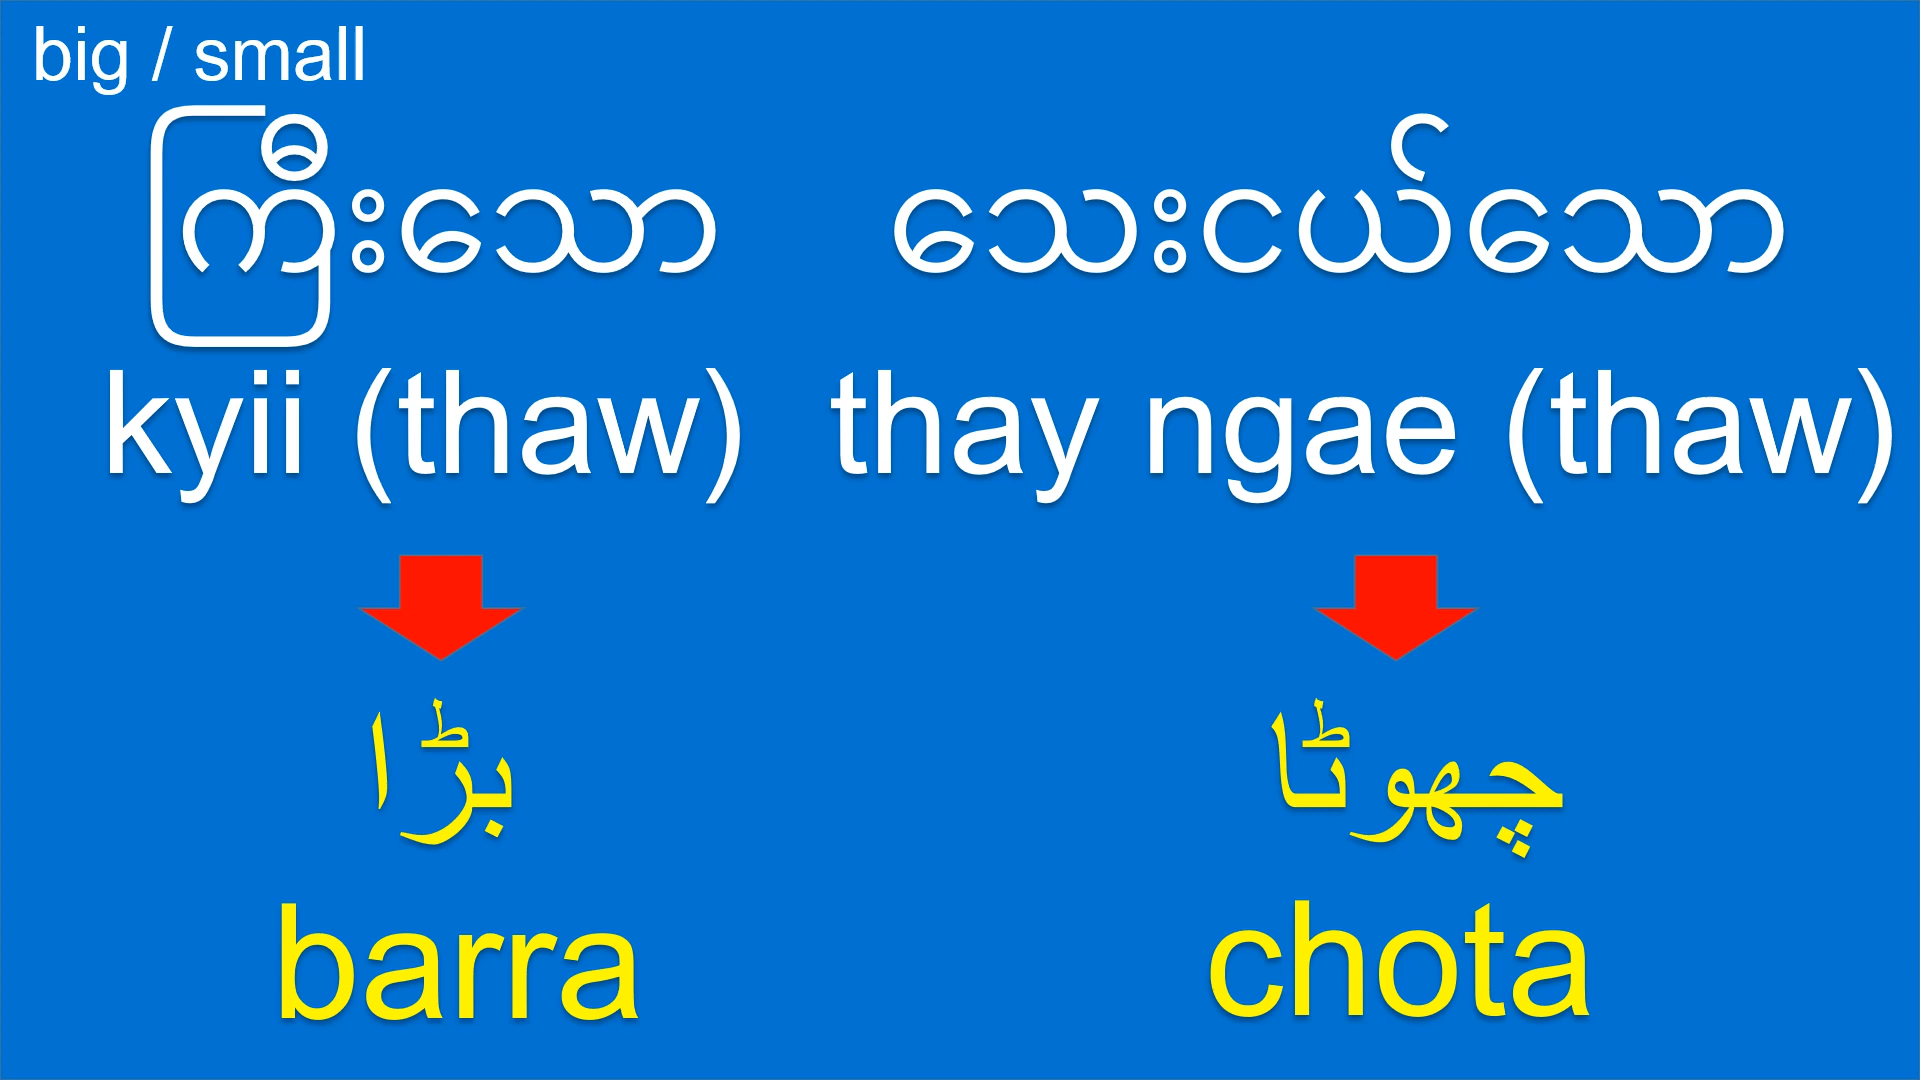 big / small
ကြီးသော သေးငယ်သော
kyii (thaw) thay ngae (thaw)
بڑا چھوٹا
barra chota